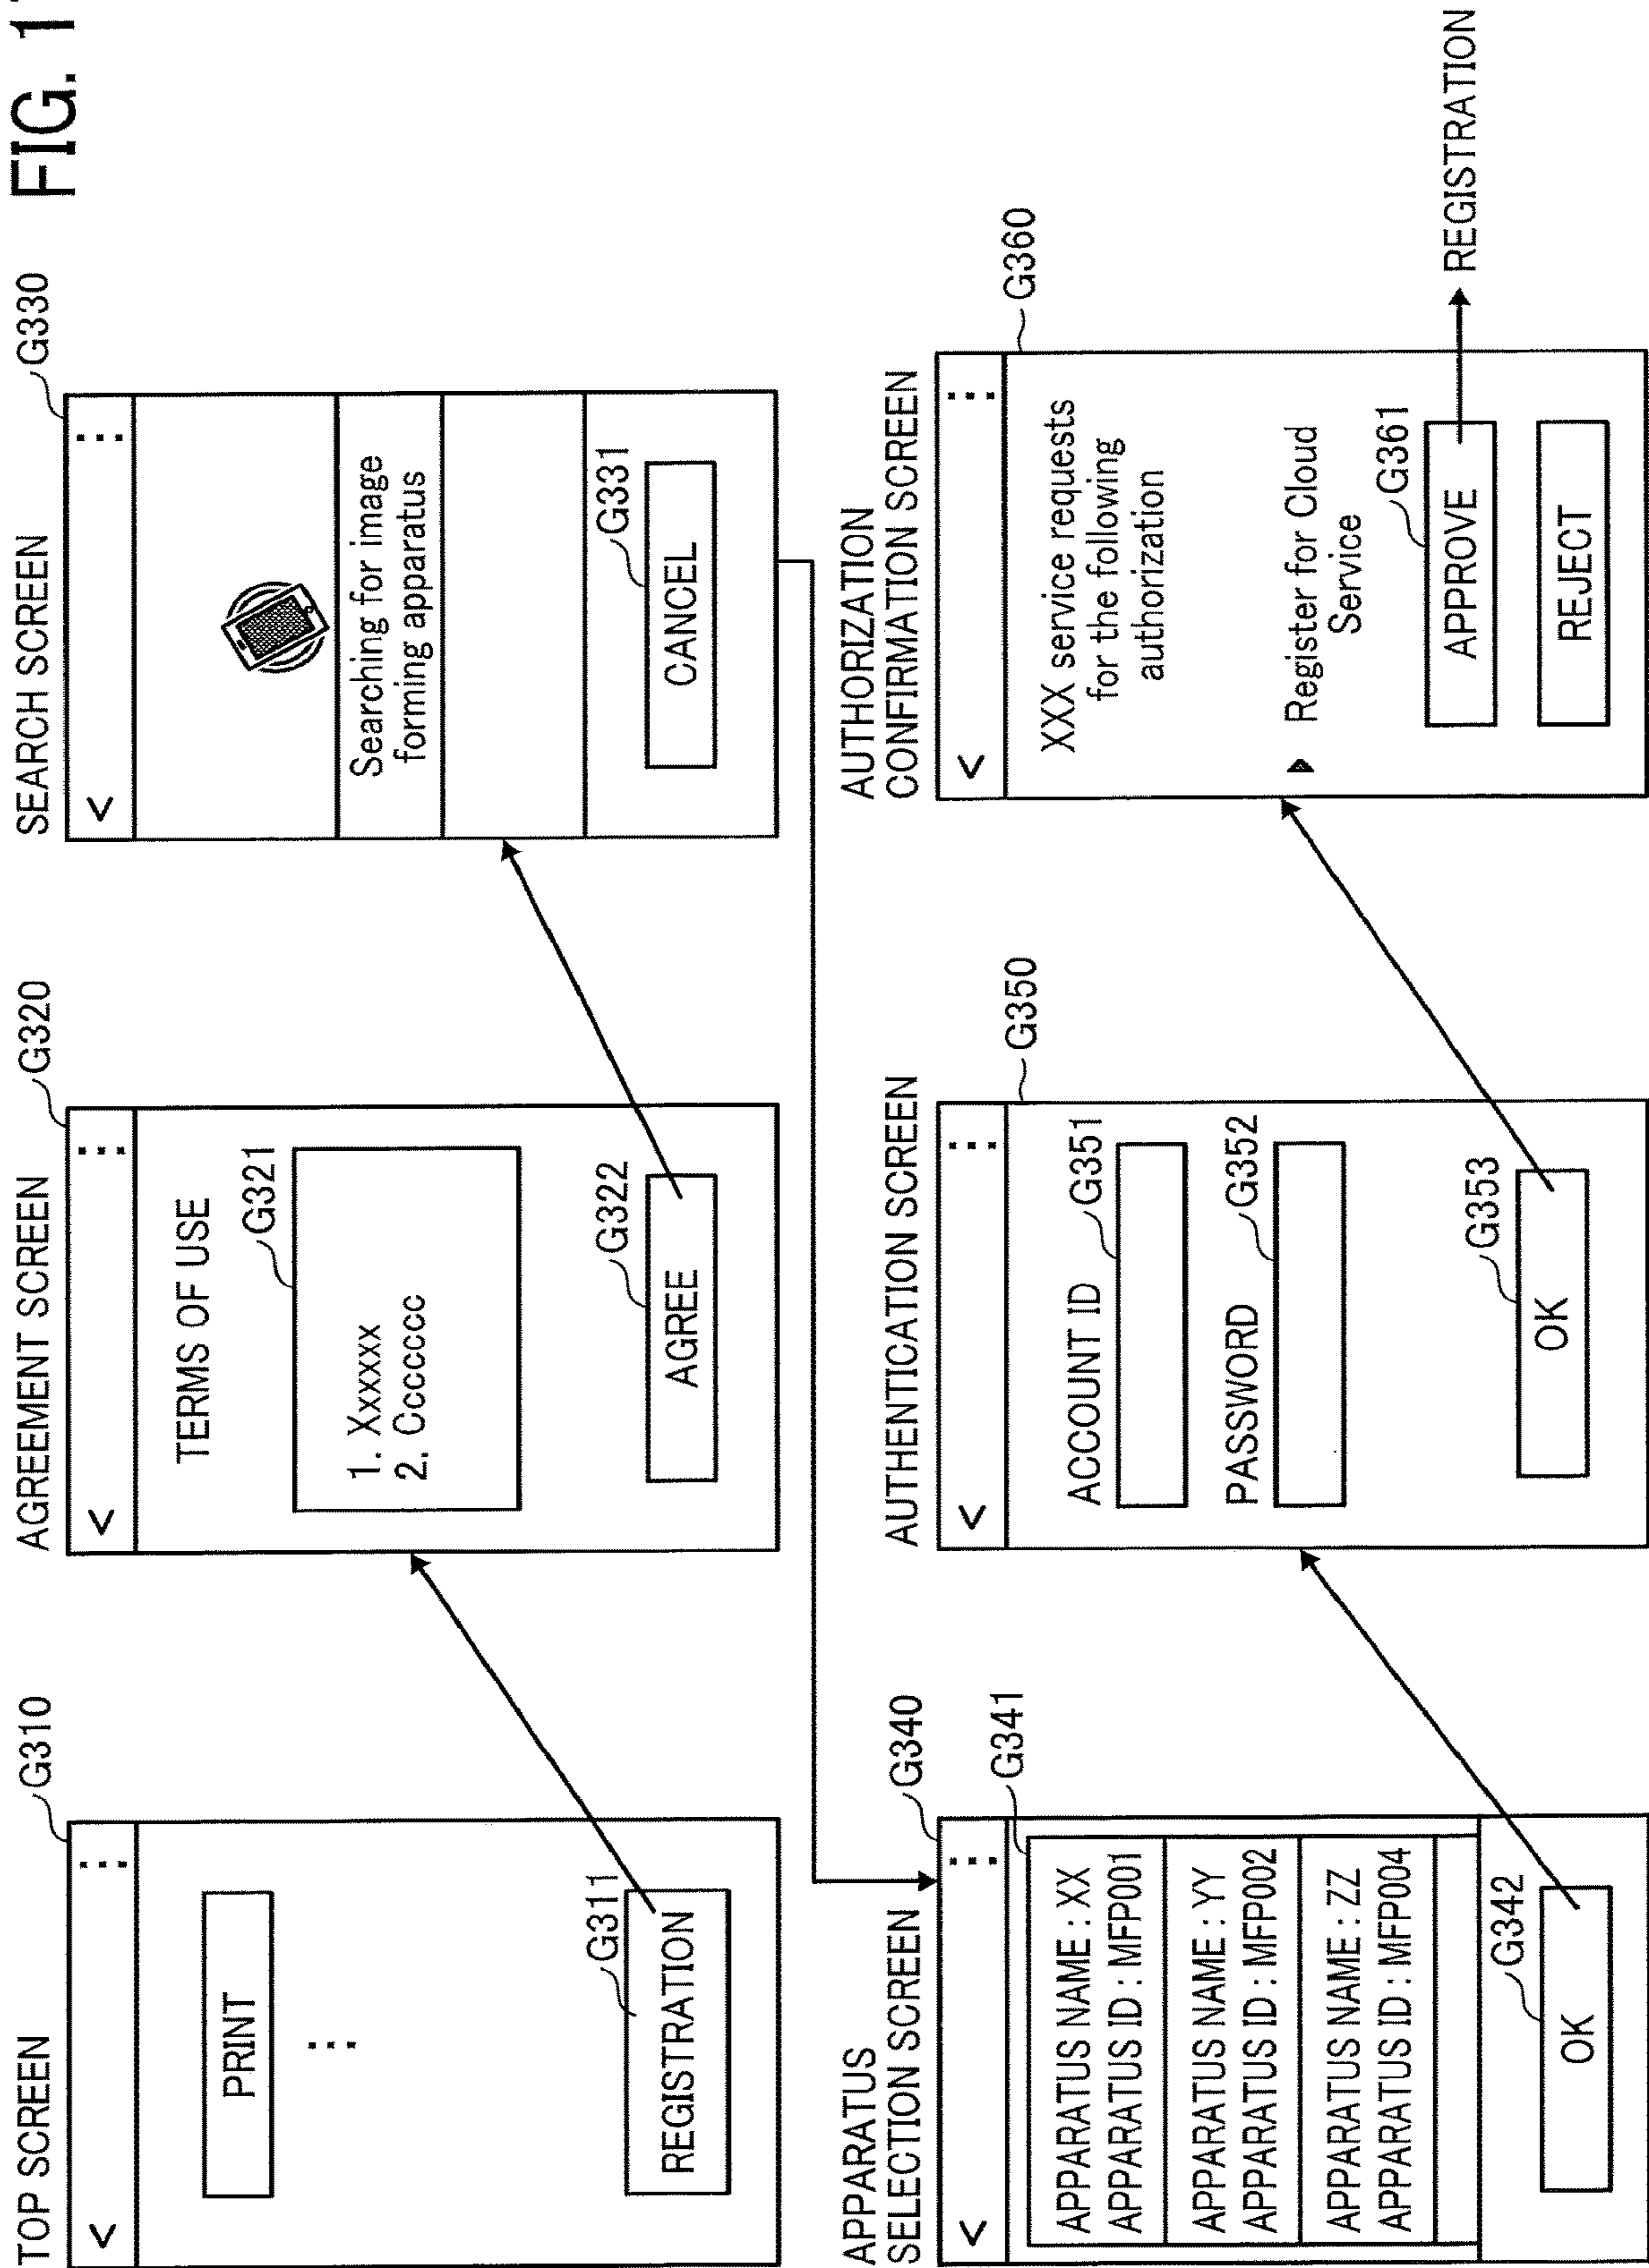 FIG. 1
TOP SCREEN
G310
<
...
PRINT
...
G311
REGISTRATION
AGREEMENT SCREEN
G320
<
...
TERMS OF USE
G321
1. Xxxxxx
2. Ccccccc
G322
AGREE
SEARCH SCREEN
G330
<
...
Searching for image
forming apparatus
G331
CANCEL
APPARATUS
SELECTION SCREEN
G340
<
...
G341
APPARATUS NAME : XX
APPARATUS ID : MFP001
APPARATUS NAME : YY
APPARATUS ID : MFP002
APPARATUS NAME : ZZ
APPARATUS ID : MFP004
G342
OK
AUTHENTICATION SCREEN
G350
<
...
ACCOUNT ID
G351
PASSWORD
G352
G353
OK
AUTHORIZATION
CONFIRMATION SCREEN
G360
<
...
XXX service requests
for the following
authorization
Register for Cloud
Service
G361
APPROVE
REGISTRATION
REJECT